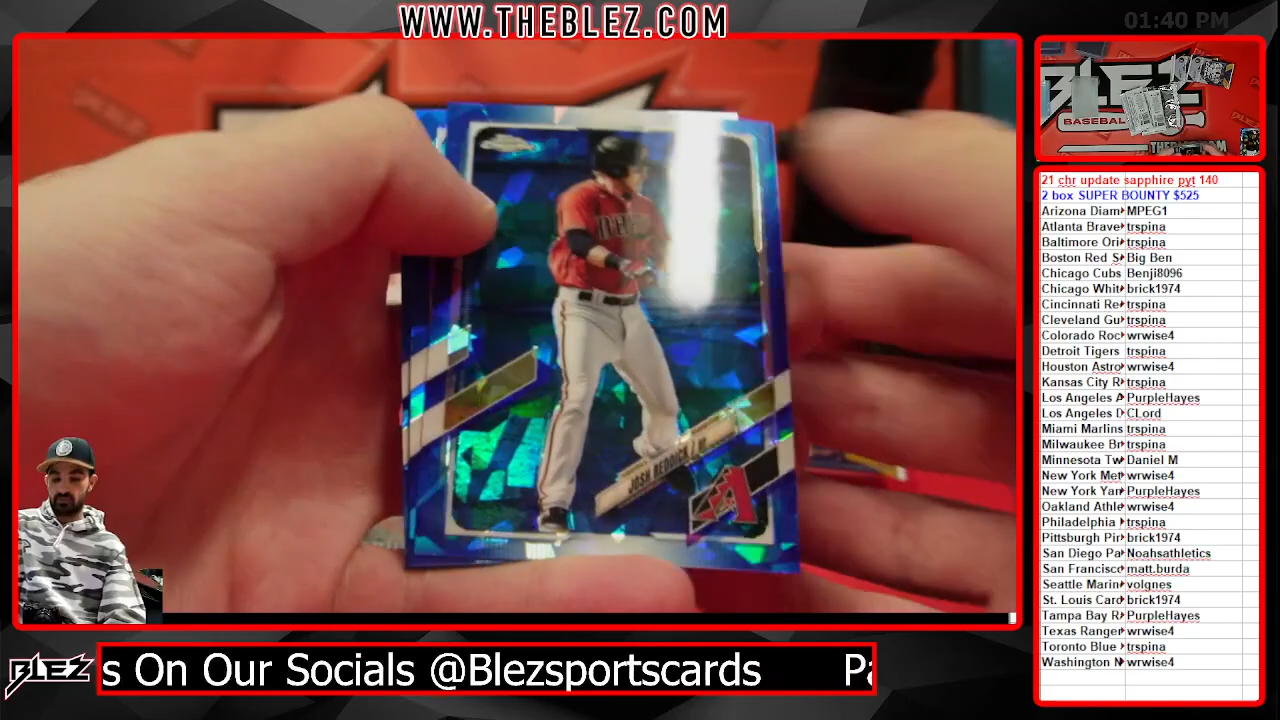 WWW.THEBLEZ.COM
01:40 PM
BLEZ
BASEBALL
JOSH REDDICK
21 chr update sapphire pyt 140
2 box SUPER BOUNTY $525
Arizona Diam MPEG1
Atlanta Brave trspina
Baltimore Ori trspina
Boston Red S Big Ben
Chicago Cubs Benji8096
Chicago Whit brick1974
Cincinnati Re trspina
Cleveland Gu trspina
Colorado Roc wrwise4
Detroit Tigers trspina
Houston Astro wrwise4
Kansas City R trspina
Los Angeles A PurpleHayes
Los Angeles D CLord
Miami Marlins trspina
Milwaukee Br trspina
Minnesota Tw Daniel M
New York Met wrwise4
New York Yan PurpleHayes
Oakland Athle wrwise4
Philadelphia trspina
Pittsburgh Pir brick1974
San Diego Pa Noahsathletics
San Francisco matt.burda
Seattle Marin volgnes
St. Louis Card brick1974
Tampa Bay R PurpleHayes
Texas Ranger wrwise4
Toronto Blue trspina
Washington N wrwise4
BLEZ
s On Our Socials @Blezsportscards Pa